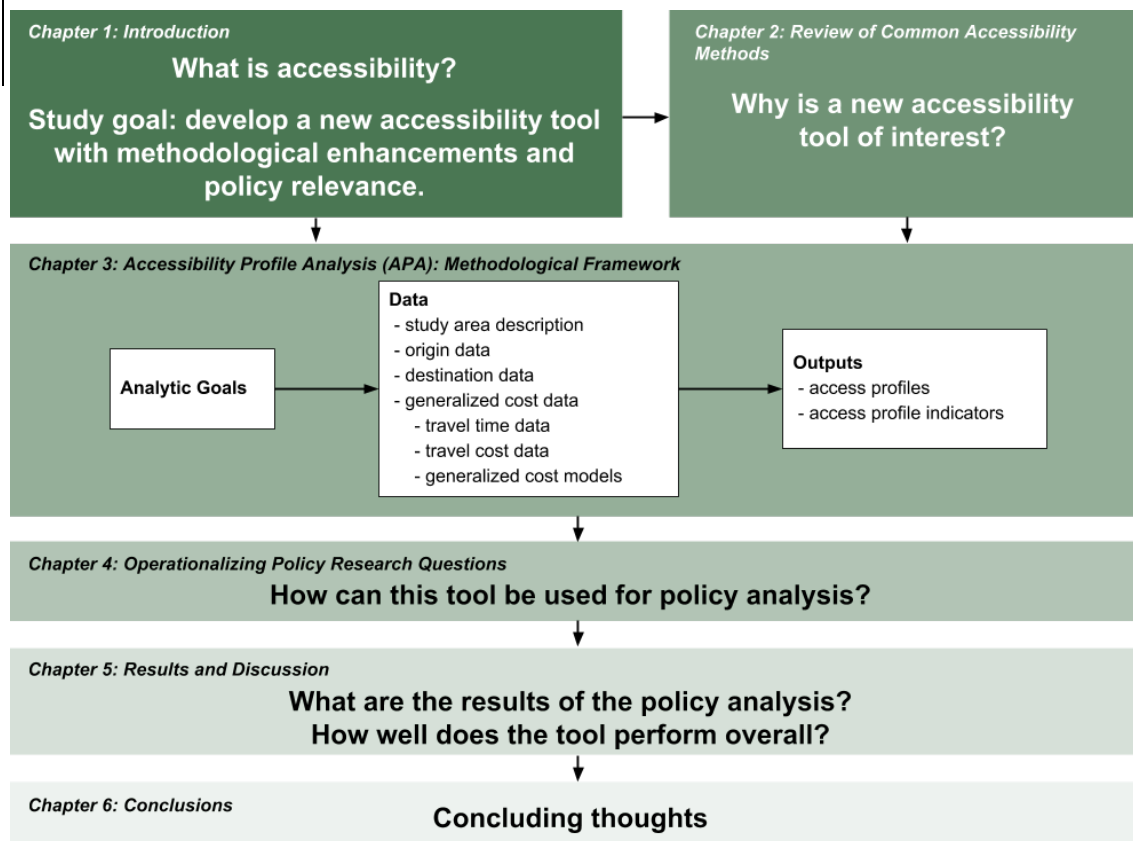 Chapter 1: Introduction
What is accessibility?
Study goal: develop a new accessibility tool
with methodological enhancements and
policy relevance.
Chapter 2: Review of Common Accessibility
Methods
Why is a new accessibility
tool of interest?
Chapter 3: Accessibility Profile Analysis (APA): Methodological Framework
Analytic Goals
Data
- study area description
- origin data
- destination data
- generalized cost data
- travel time data
- travel cost data
- generalized cost models
Outputs
- access profiles
- access profile indicators
Chapter 4: Operationalizing Policy Research Questions
How can this tool be used for policy analysis?
Chapter 5: Results and Discussion
What are the results of the policy analysis?
How well does the tool perform overall?
Chapter 6: Conclusions
Concluding thoughts